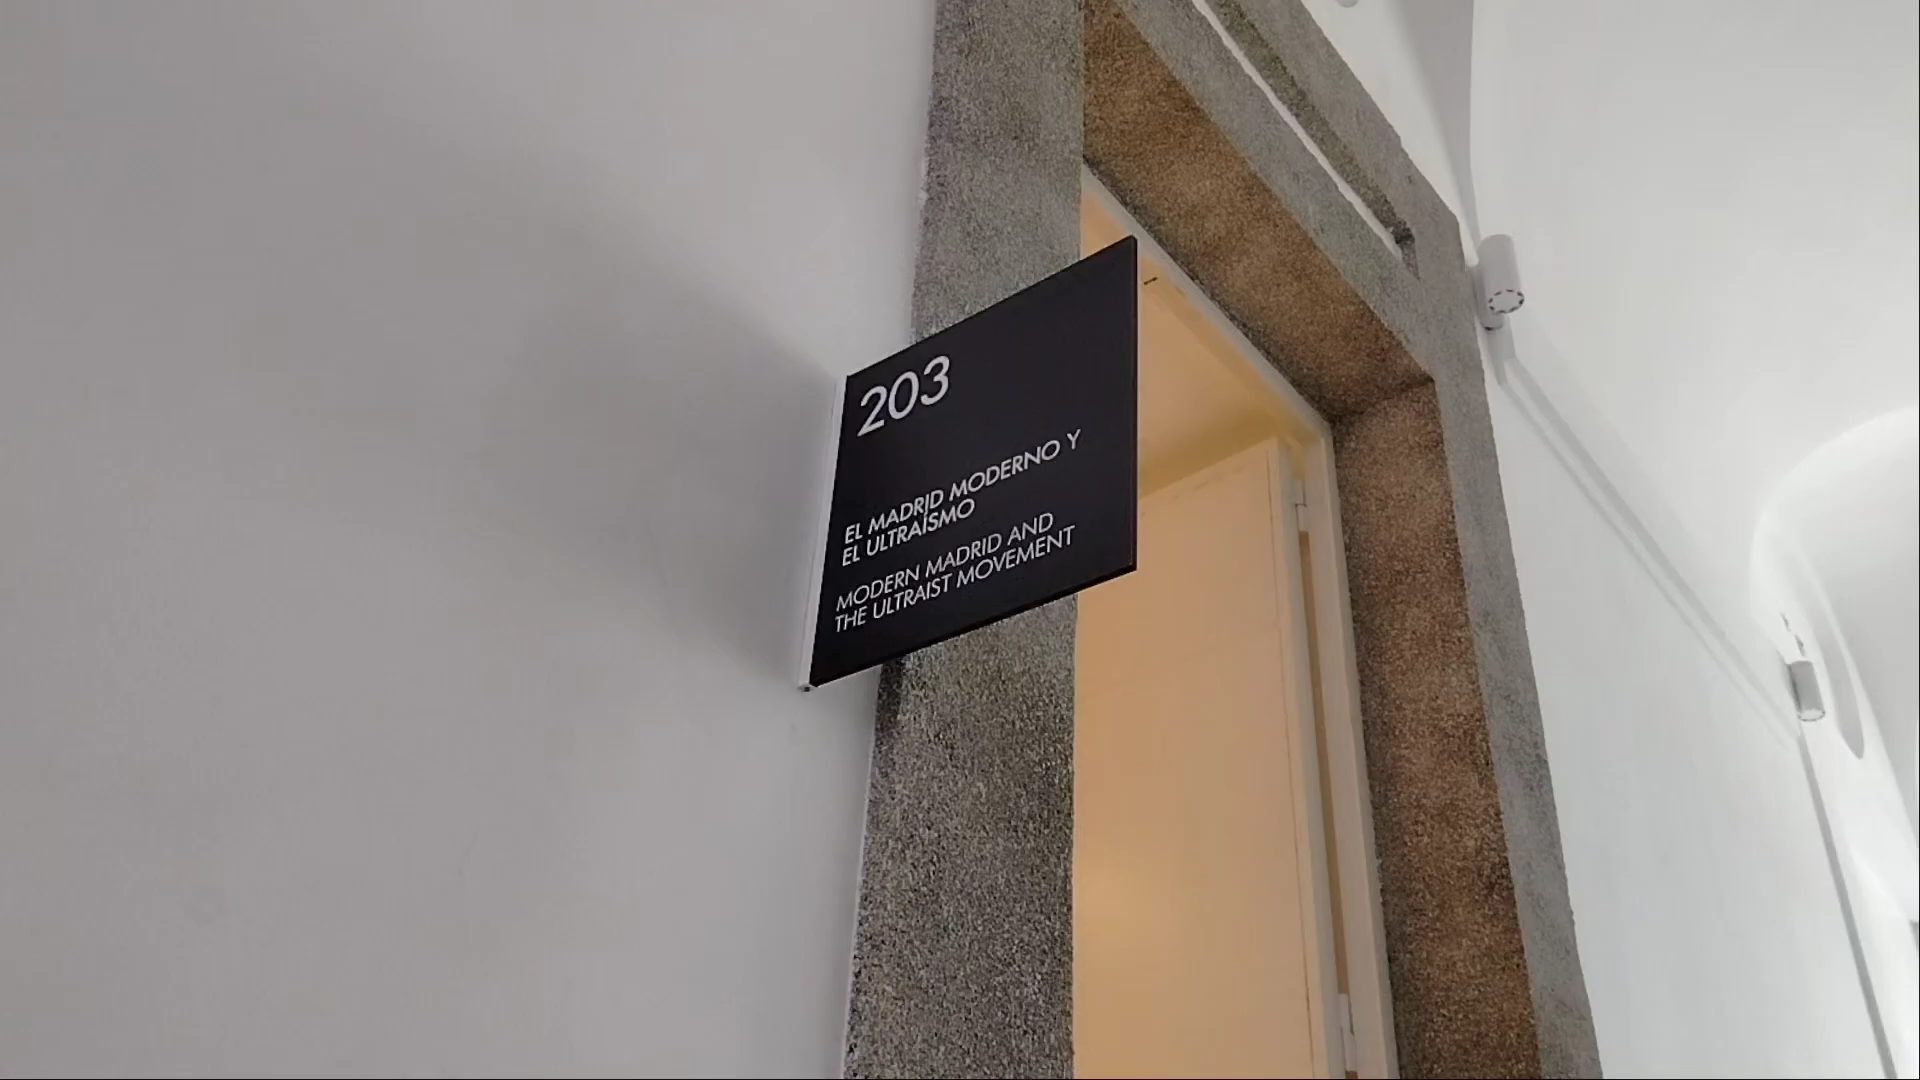 203
EL MADRID MODERNO Y
EL ULTRAÍSMO
MODERN MADRID AND
THE ULTRAIST MOVEMENT